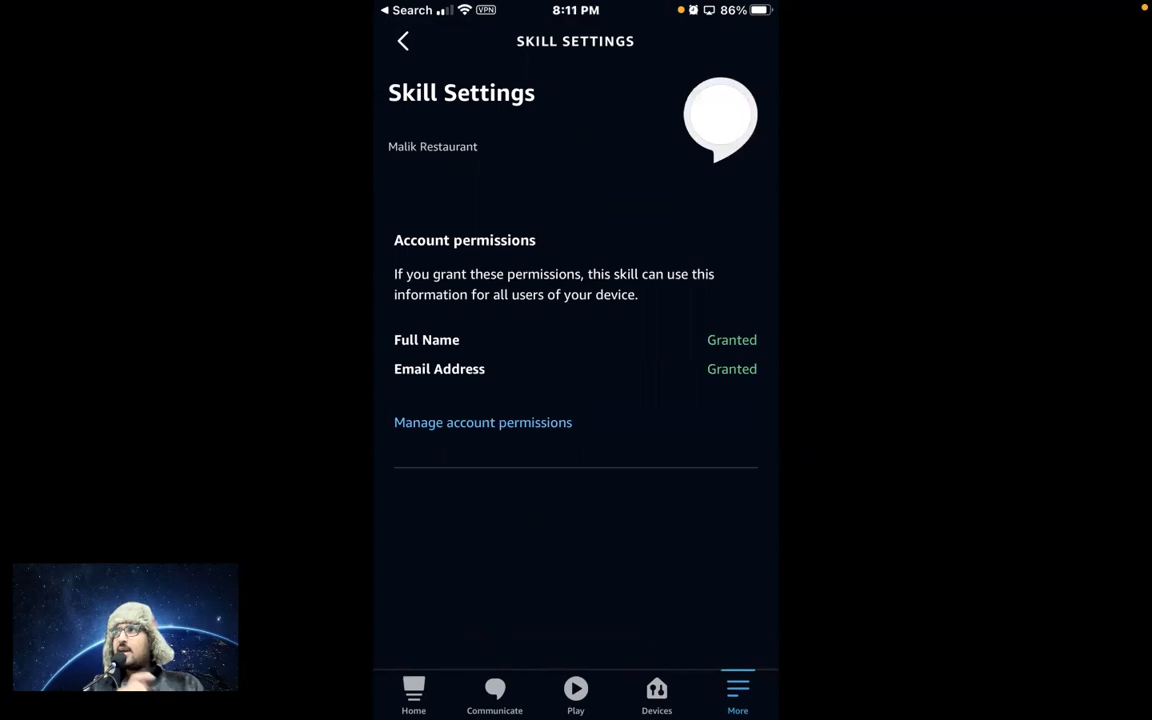 Search VPN 8:11 PM 86%
SKILL SETTINGS
Skill Settings
Malik Restaurant
Account permissions
If you grant these permissions, this skill can use this
information for all users of your device.
Full Name Granted
Email Address Granted
Manage account permissions
Home Communicate Play Devices More